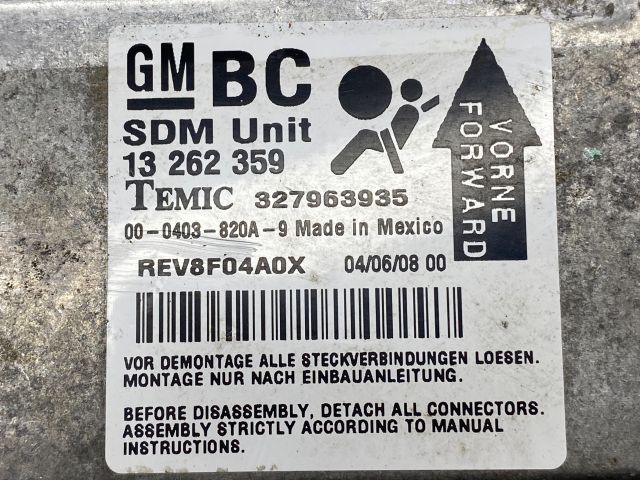 GM BC
SDM Unit
13 262 359
TEMIC 327963935
00-0403-820A-9 Made in Mexico
REV8F04A0X 04/06/08 00
VORNE
FORWARD
VOR DEMONTAGE ALLE STECKVERBINDUNGEN LOESEN.
MONTAGE NUR NACH EINBAUANLEITUNG.
BEFORE DISASSEMBLY, DETACH ALL CONNECTORS.
ASSEMBLY STRICTLY ACCORDING TO MANUAL
INSTRUCTIONS.